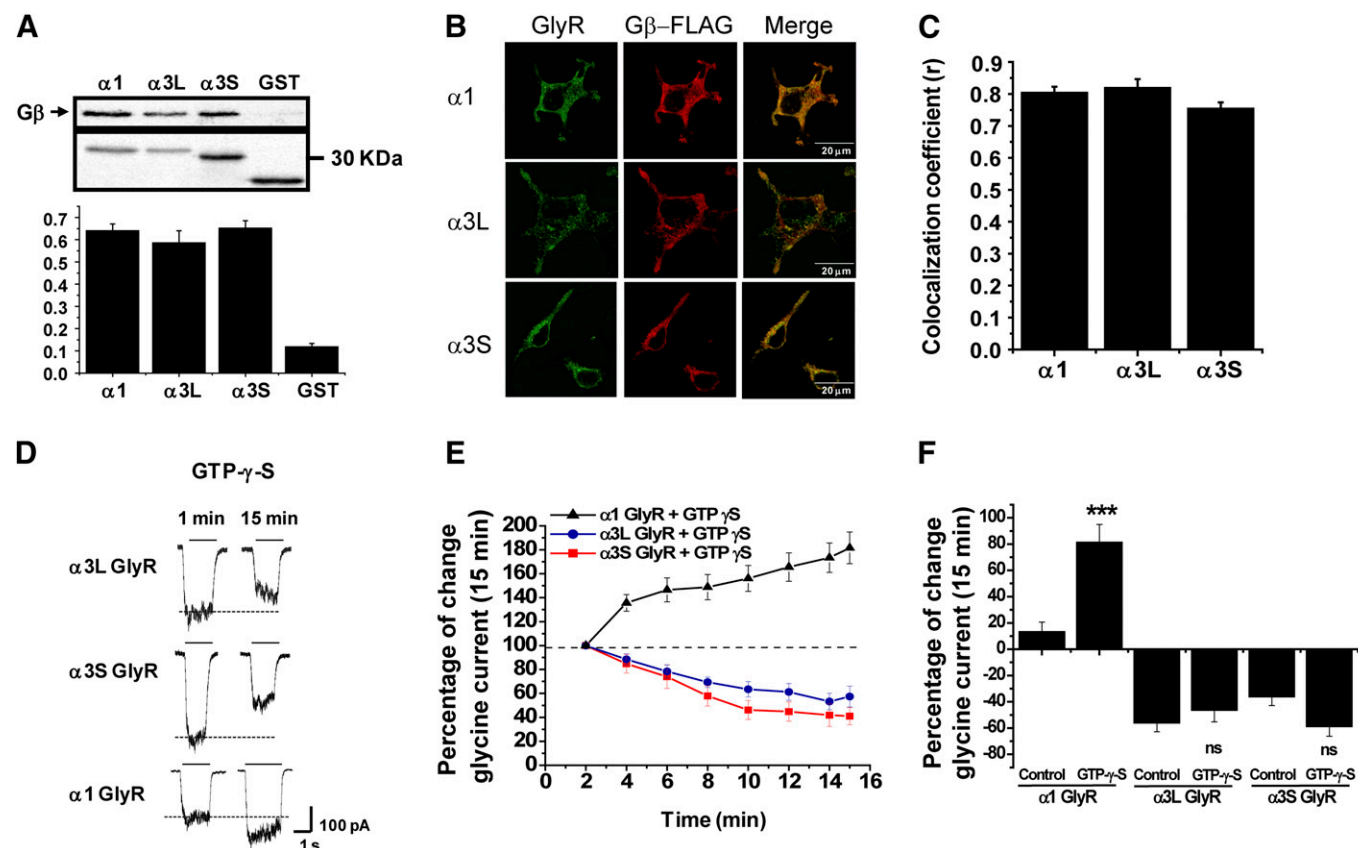 A
α1 α3L α3S GST
Gβ
30 KDa
0.7
0.6
0.5
0.4
0.3
0.2
0.1
0.0
α1 α3L α3S GST
B
GlyR Gβ–FLAG Merge
α1
20 μm
α3L
20 μm
α3S
20 μm
C
Colocalization coefficient (r)
0.9
0.8
0.7
0.6
0.5
0.4
0.3
0.2
0.1
0.0
α1 α3L α3S
D
GTP-γ-S
1 min 15 min
α3L GlyR
α3S GlyR
α1 GlyR
100 pA
1 s
E
Percentage of change
glycine current (15 min)
α1 GlyR + GTP γS
α3L GlyR + GTP γS
α3S GlyR + GTP γS
200
180
160
140
120
100
80
60
40
20
0
0 2 4 6 8 10 12 14 16
Time (min)
F
Percentage of change
glycine current (15 min)
100
80
60
40
20
0
-20
-40
-60
-80
***
ns
ns
Control GTP-γ-S Control GTP-γ-S Control GTP-γ-S
α1 GlyR α3L GlyR α3S GlyR